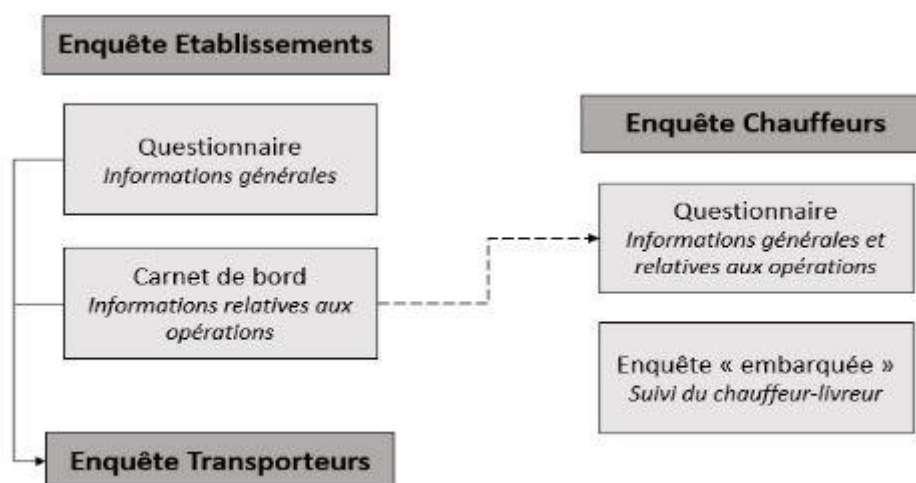 Enquête Etablissements
Questionnaire
Informations générales
Carnet de bord
Informations relatives aux
opérations
Enquête Transporteurs
Enquête Chauffeurs
Questionnaire
Informations générales et
relatives aux opérations
Enquête « embarquée »
Suivi du chauffeur-livreur